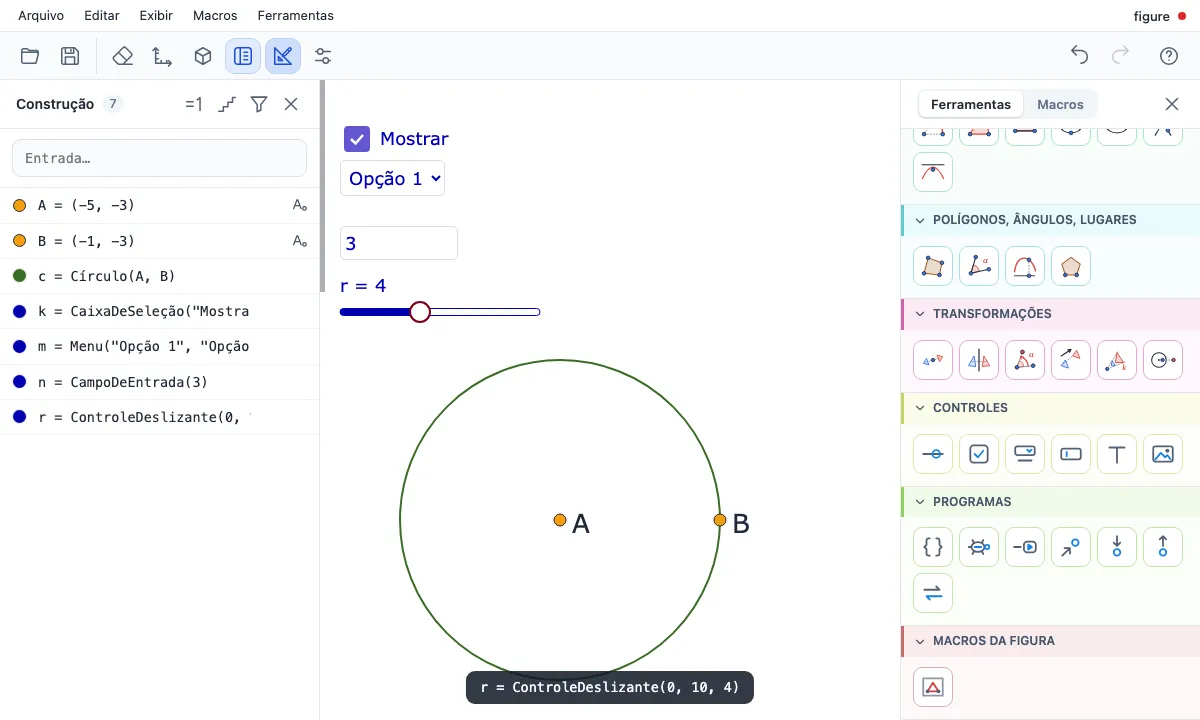 Arquivo Editar Exibir Macros Ferramentas figure
Construção 7 =1
Entrada…
A = (−5, −3)
B = (−1, −3)
c = Círculo(A, B)
k = CaixaDeSeleção("Mostra
m = Menu("Opção 1", "Opção
n = CampoDeEntrada(3)
r = ControleDeslizante(0,
Mostrar
Opção 1
3
r = 4
A
B
r = ControleDeslizante(0, 10, 4)
Ferramentas Macros
POLÍGONOS, ÂNGULOS, LUGARES
TRANSFORMAÇÕES
CONTROLES
PROGRAMAS
MACROS DA FIGURA